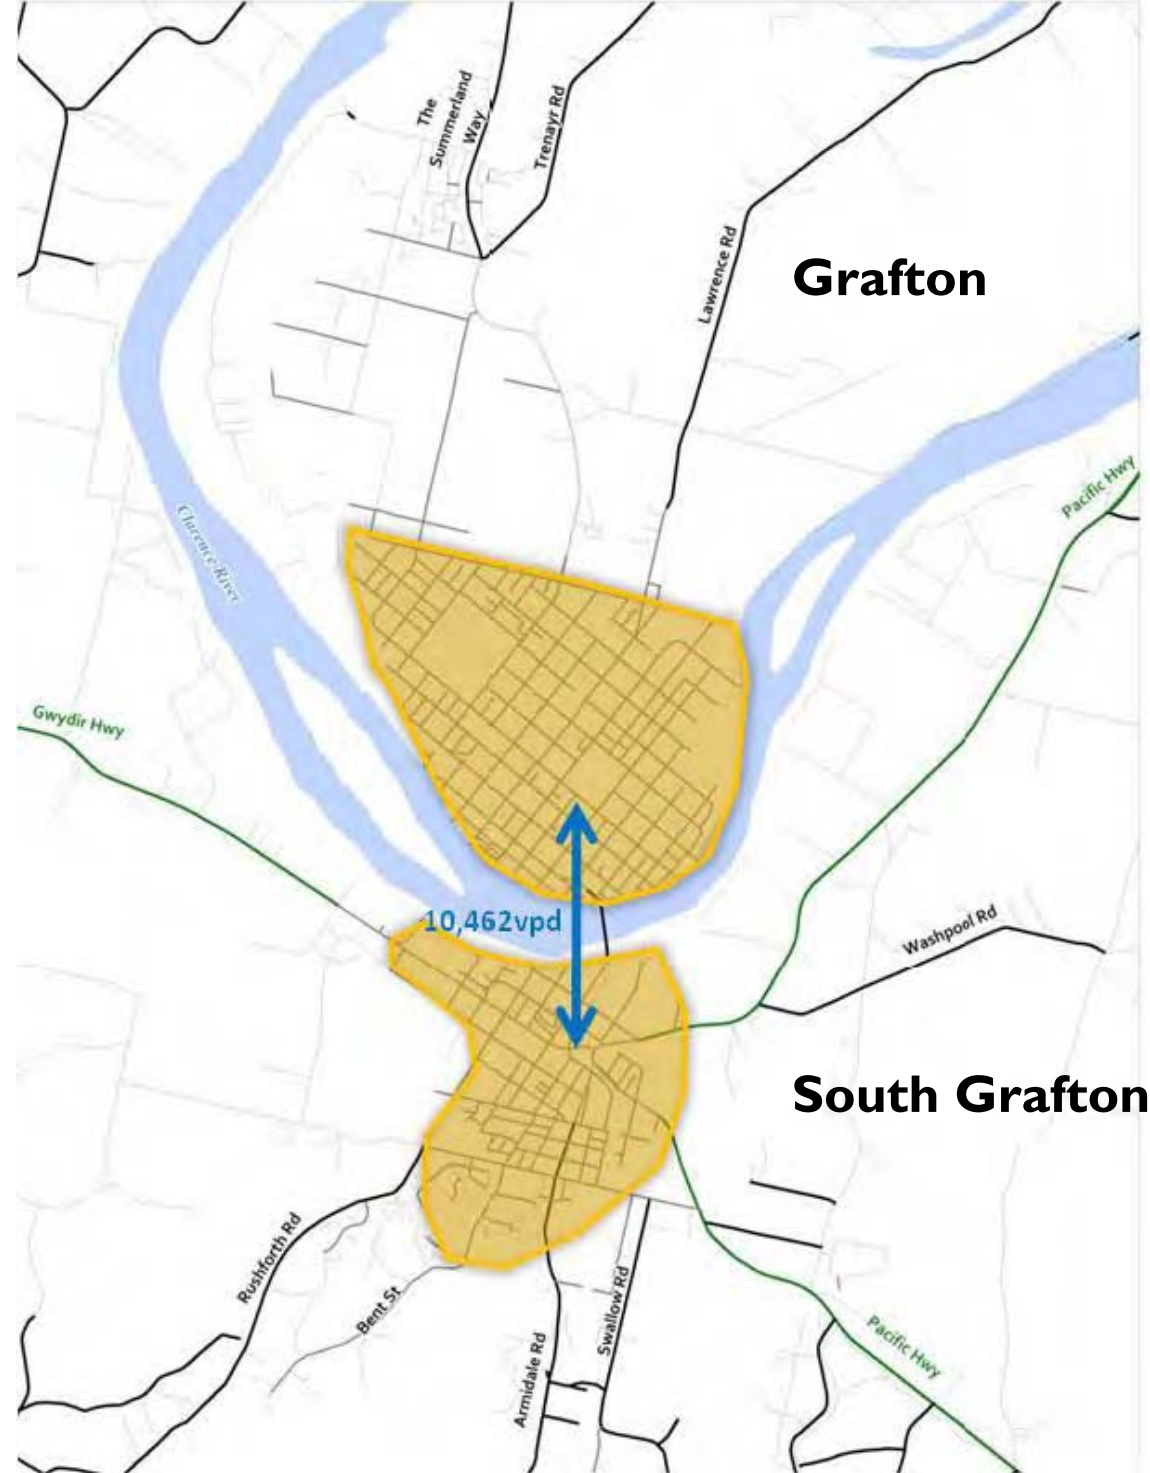 The
Summerland
Way
Trenayr Rd
Lawrence Rd
Grafton
Pacific Hwy
Clarence River
Gwydir Hwy
10,462vpd
Washpool Rd
South Grafton
Rushforth Rd
Bent St
Swallow Rd
Armidale Rd
Pacific Hwy